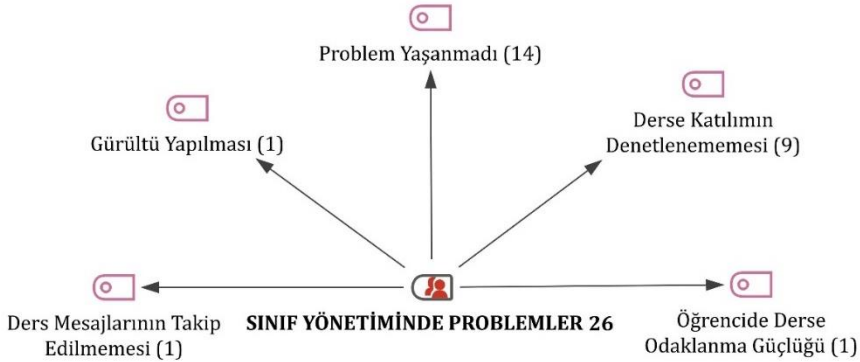 Problem Yaşanmadı (14)
Gürültü Yapılması (1)
Derse Katılımın
Denetlenememesi (9)
Ders Mesajlarının Takip
Edilmemesi (1)
SINIF YÖNETİMİNDE PROBLEMLER 26
Öğrencide Derse
Odaklanma Güçlüğü (1)